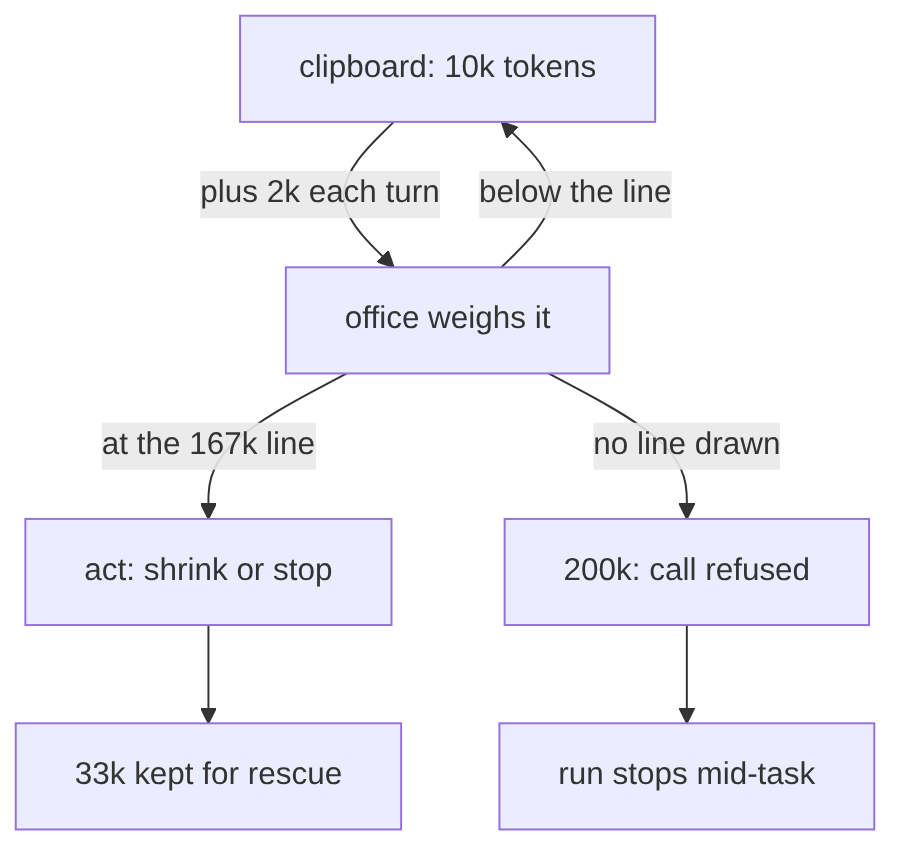 clipboard: 10k tokens
plus 2k each turn
below the line
office weighs it
at the 167k line
no line drawn
act: shrink or stop
200k: call refused
33k kept for rescue
run stops mid-task